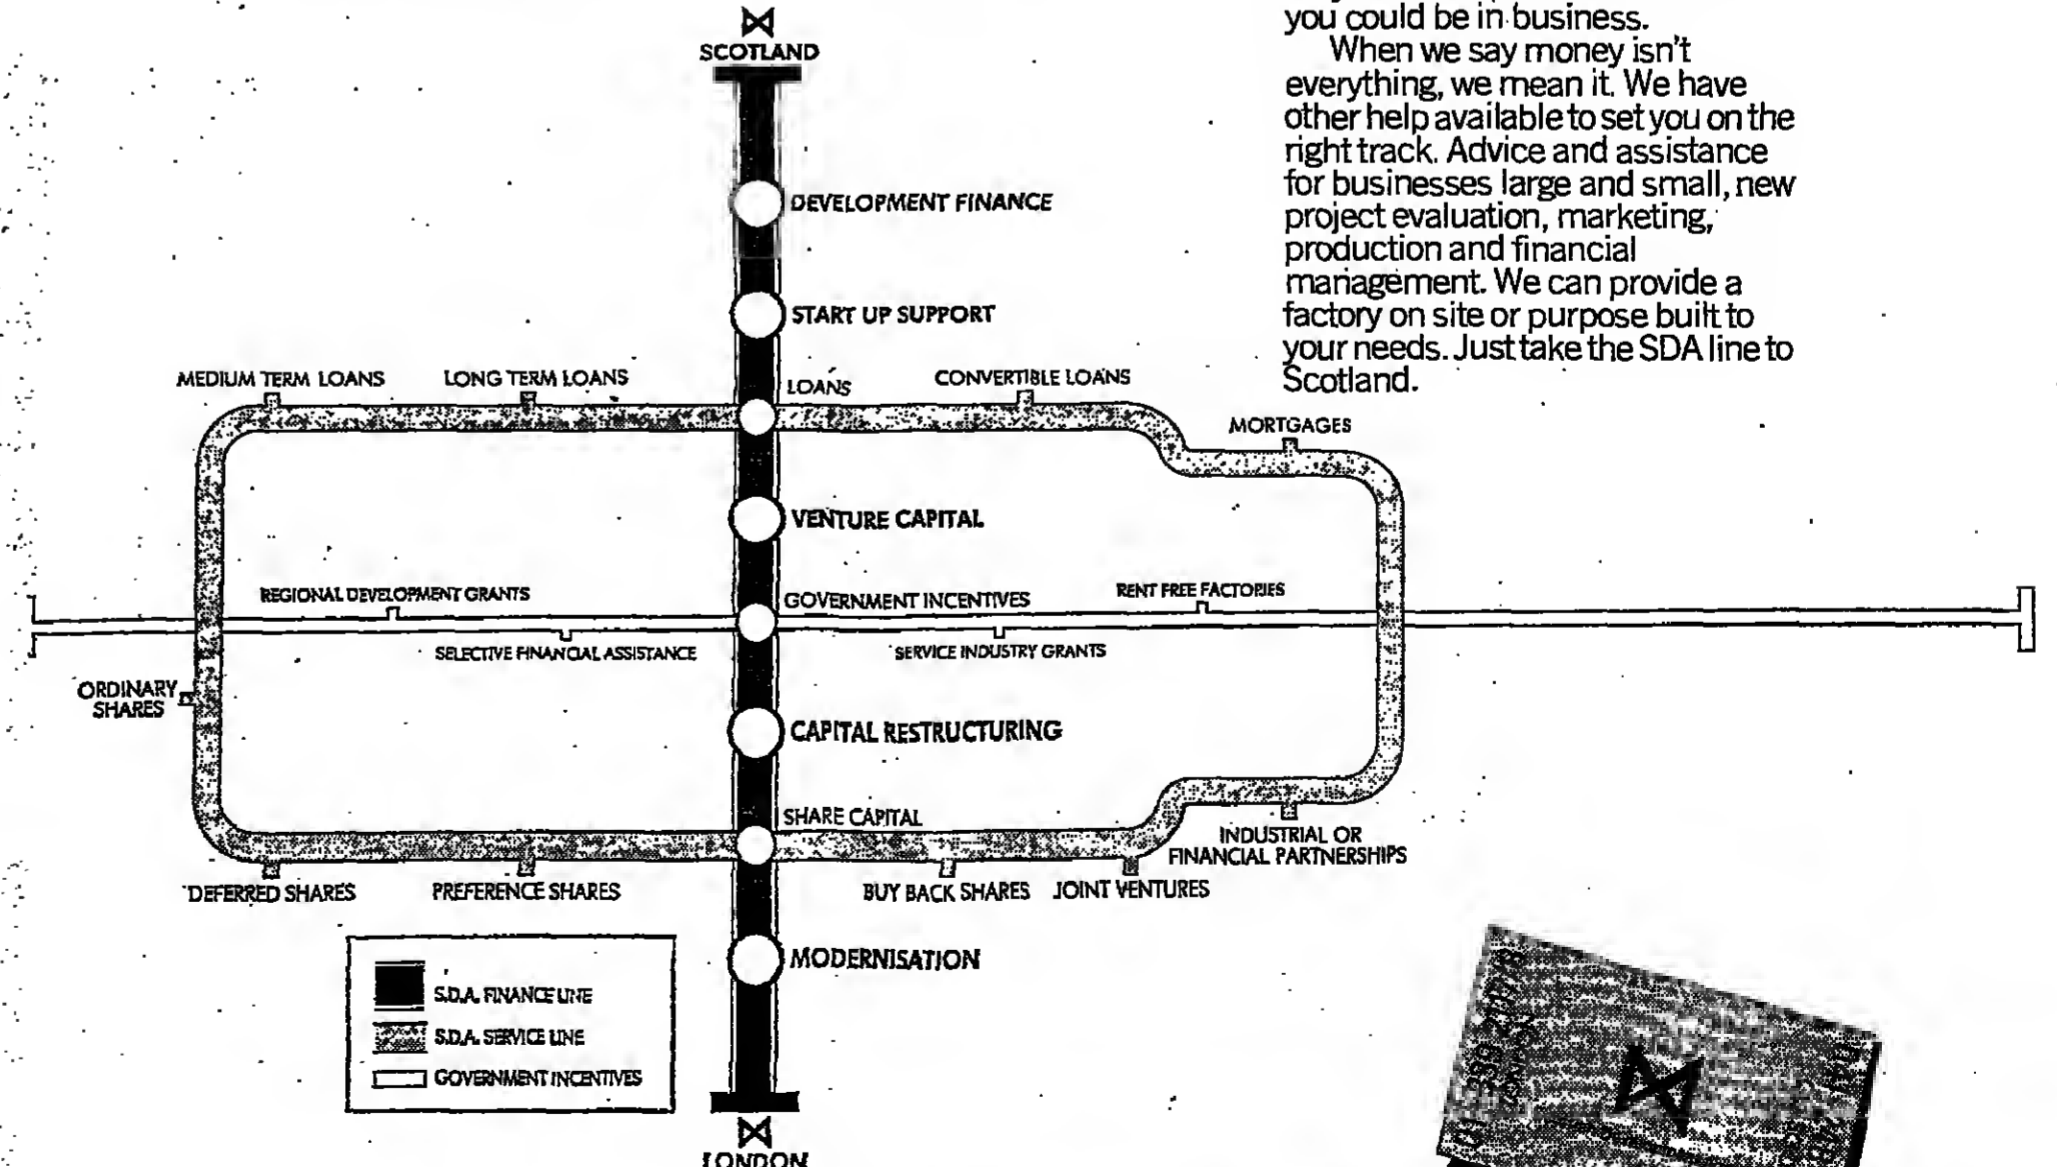 SCOTLAND
DEVELOPMENT FINANCE
START UP SUPPORT
MEDIUM TERM LOANS
LONG TERM LOANS
LOANS
CONVERTIBLE LOANS
MORTGAGES
VENTURE CAPITAL
REGIONAL DEVELOPMENT GRANTS
GOVERNMENT INCENTIVES
RENT FREE FACTORIES
SELECTIVE FINANCIAL ASSISTANCE
SERVICE INDUSTRY GRANTS
ORDINARY
SHARES
CAPITAL RESTRUCTURING
SHARE CAPITAL
INDUSTRIAL OR
FINANCIAL PARTNERSHIPS
DEFERRED SHARES
PREFERENCE SHARES
BUY BACK SHARES
JOINT VENTURES
MODERNISATION
S.D.A. FINANCE LINE
S.D.A. SERVICE LINE
GOVERNMENT INCENTIVES
LONDON
you could be in business.
When we say money isn't
everything, we mean it. We have
other help available to set you on the
right track. Advice and assistance
for businesses large and small, new
project evaluation, marketing,
production and financial
management. We can provide a
factory on site or purpose built to
your needs. Just take the SDA line to
Scotland.